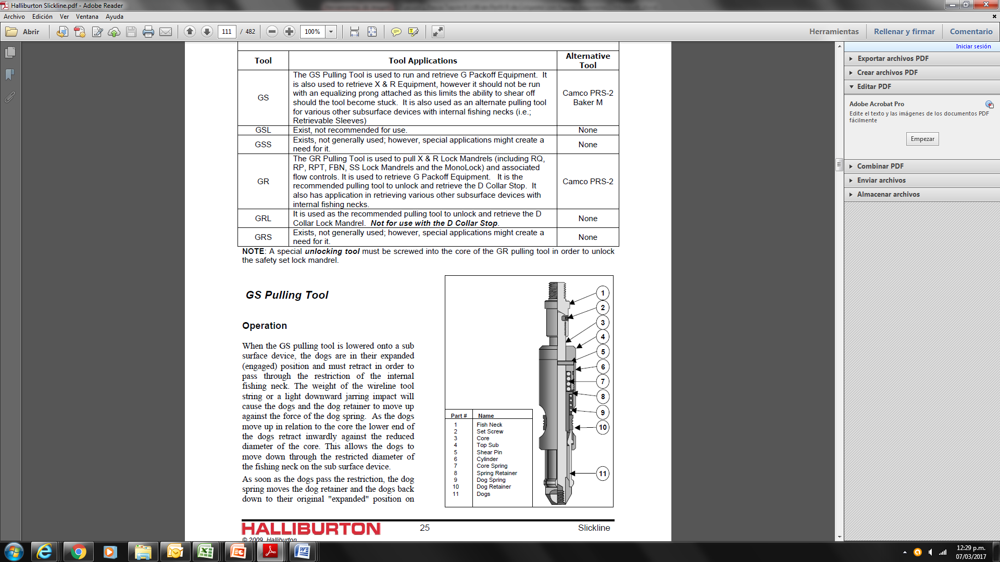 Halliburton Slickline.pdf - Adobe Reader
Archivo Edición Ver Ventana Ayuda
Abrir 111 / 482 100% Herramientas Rellenar y firmar Comentario
Iniciar sesión
Exportar archivos PDF
Crear archivos PDF
Editar PDF
Adobe Acrobat Pro
Edite el texto y las imágenes de los documentos PDF
fácilmente
Empezar
Combinar PDF
Enviar archivos
Almacenar archivos
Tool Tool Applications Alternative
Tool
GS
The GS Pulling Tool is used to run and retrieve G Packoff Equipment. It
is also used to retrieve X & R Equipment, however it should not be run
with an equalizing prong attached as this limits the ability to shear off
should the tool become stuck. It is also used as an alternate pulling tool
for various other subsurface devices with internal fishing necks (i.e.;
Retrievable Sleeves)
Camco PRS-2
Baker M
GSL Exist, not recommended for use. None
GSS
Exists, not generally used; however, special applications might create a
need for it.
None
GR
The GR Pulling Tool is used to pull X & R Lock Mandrels (including RQ,
RP, RPT, FBN, SS Lock Mandrels and the MonoLock) and associated
flow controls. It is used to retrieve G Packoff Equipment. It is the
recommended pulling tool to unlock and retrieve the D Collar Stop. It
also has application in retrieving various other subsurface devices with
internal fishing necks.
Camco PRS-2
GRL
It is used as the recommended pulling tool to unlock and retrieve the D
Collar Lock Mandrel. Not for use with the D Collar Stop.
None
GRS
Exists, not generally used; however, special applications might create a
need for it.
None
NOTE: A special unlocking tool must be screwed into the core of the GR pulling tool in order to unlock
the safety set lock mandrel.
GS Pulling Tool
Operation
When the GS pulling tool is lowered onto a sub
surface device, the dogs are in their expanded
(engaged) position and must retract in order to
pass through the restriction of the internal
fishing neck. The weight of the wireline tool
string or a light downward jarring impact will
cause the dogs and the dog retainer to move up
against the force of the dog spring. As the dogs
move up in relation to the core the lower end of
the dogs retract inwardly against the reduced
diameter of the core. This allows the dogs to
move down through the restricted diameter of
the fishing neck on the sub surface device.
As soon as the dogs pass the restriction, the dog
spring moves the dog retainer and the dogs back
down to their original "expanded" position on
1
2
3
4
5
6
7
8
9
10
11
Part # Name
1 Fish Neck
2 Set Screw
3 Core
4 Top Sub
5 Shear Pin
6 Cylinder
7 Core Spring
8 Spring Retainer
9 Dog Spring
10 Dog Retainer
11 Dogs
HALLIBURTON 25 Slickline
© 2009, Halliburton
12:29 p.m.
07/03/2017